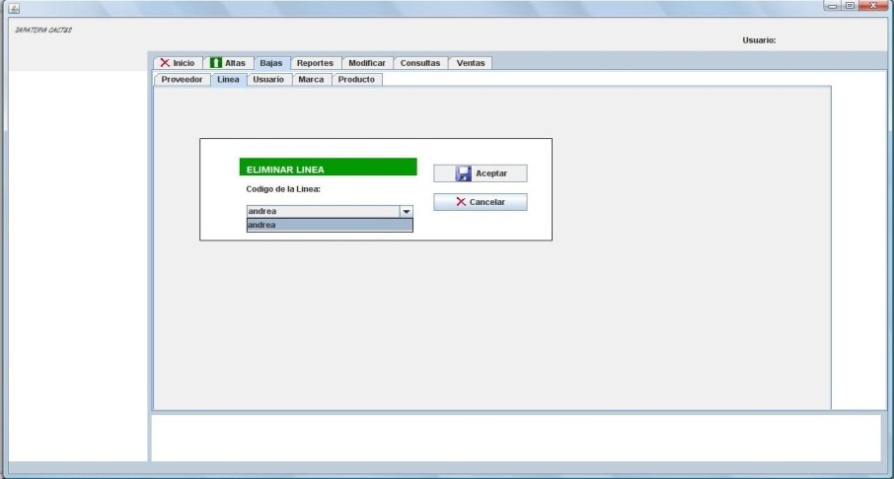 ZAPATERIA CACTUS
Usuario:
Inicio Altas Bajas Reportes Modificar Consultas Ventas
Proveedor Linea Usuario Marca Producto
ELIMINAR LINEA
Aceptar
Codigo de la Linea:
Cancelar
andrea
andrea